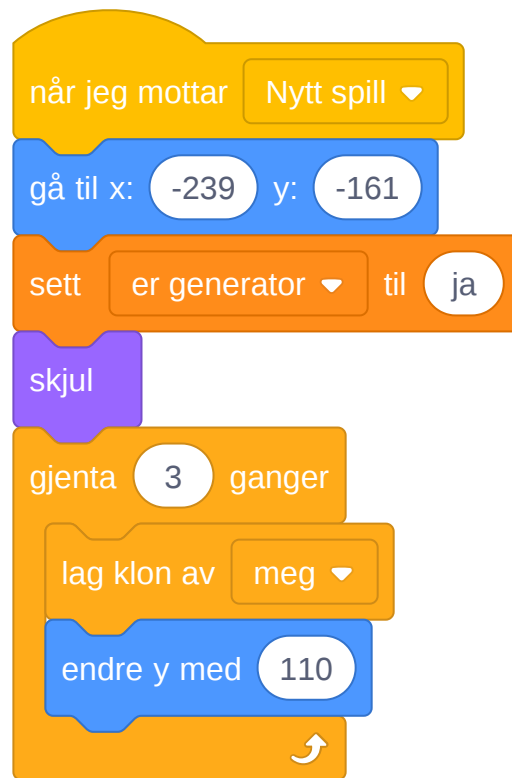 når jeg mottar Nytt spill
gå til x: -239 y: -161
sett er generator til ja
skjul
gjenta 3 ganger
lag klon av meg
endre y med 110